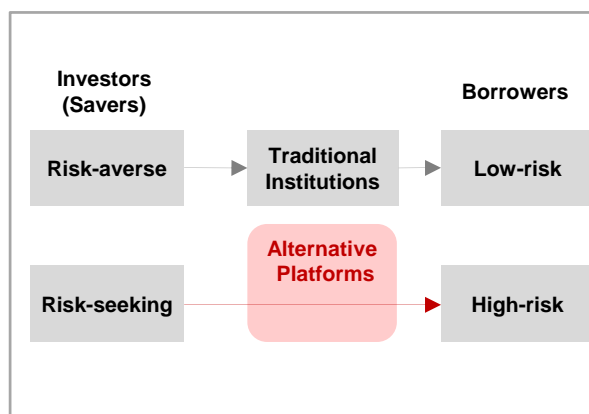 Investors
(Savers)
Borrowers
Risk-averse
Traditional
Institutions
Low-risk
Alternative
Platforms
Risk-seeking
High-risk